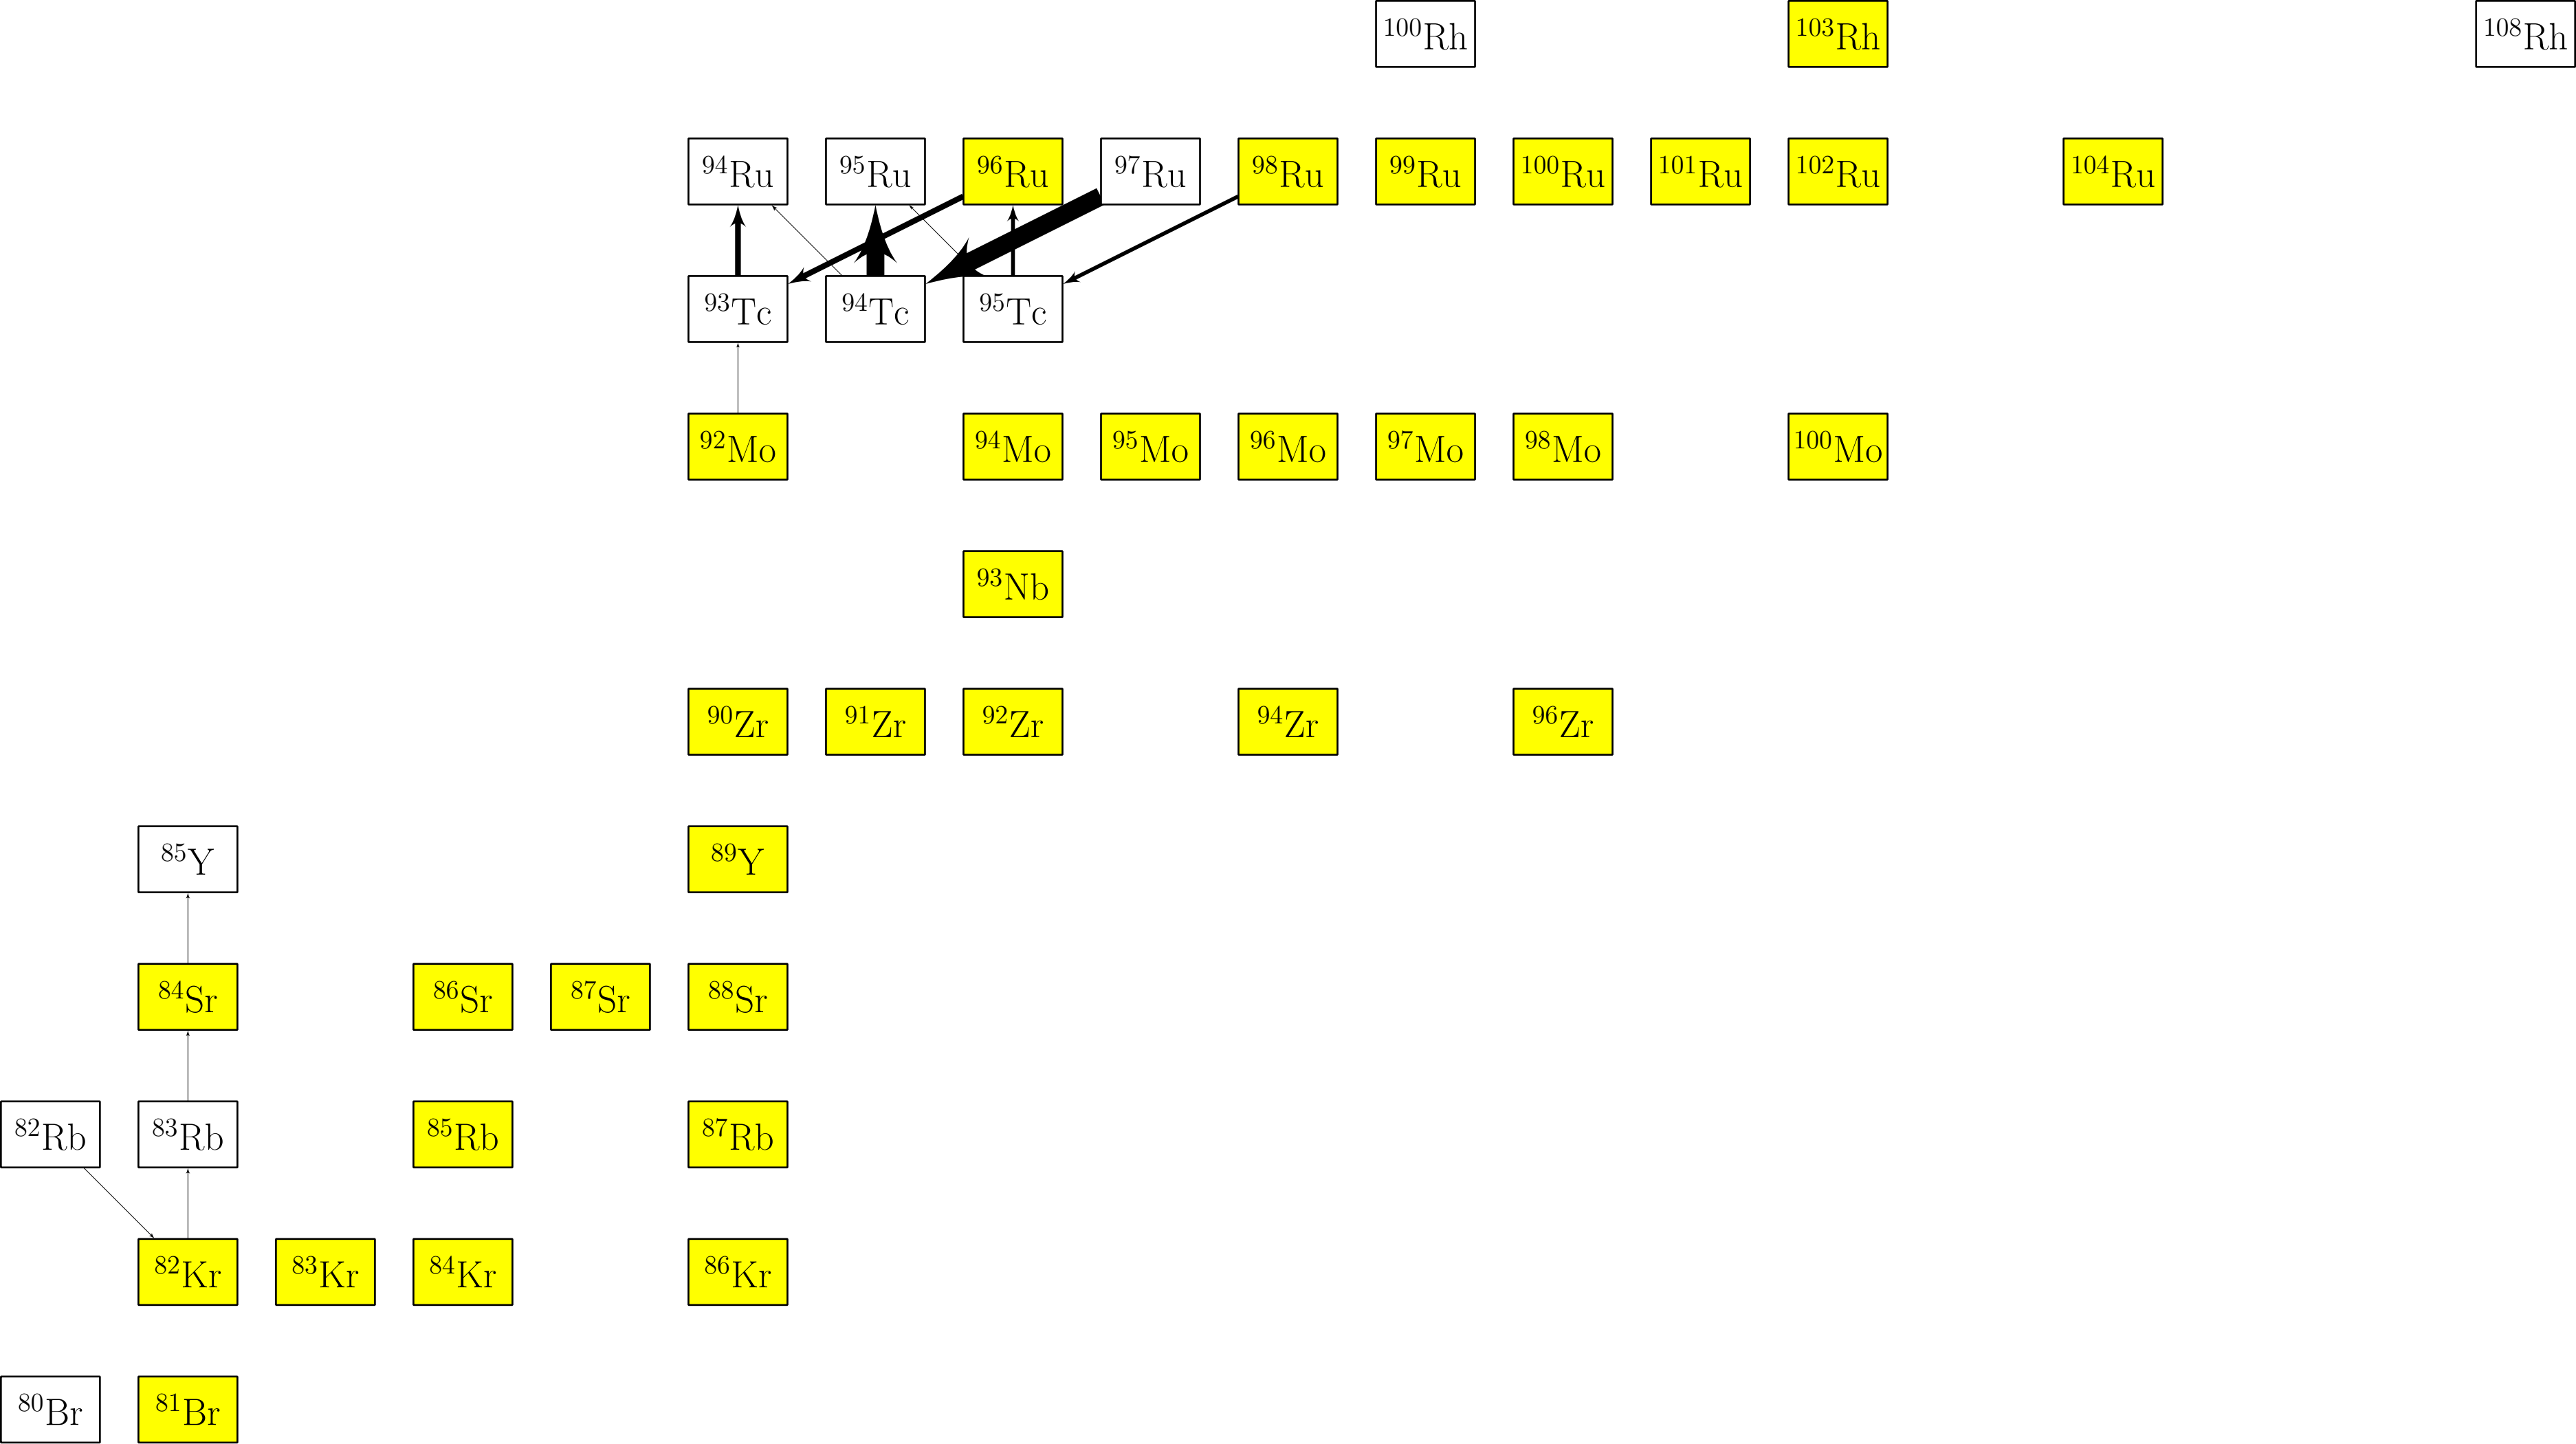 ¹⁰⁰Rh ¹⁰³Rh ¹⁰⁸Rh
⁹⁴Ru ⁹⁵Ru ⁹⁶Ru ⁹⁷Ru ⁹⁸Ru ⁹⁹Ru ¹⁰⁰Ru ¹⁰¹Ru ¹⁰²Ru ¹⁰⁴Ru
⁹³Tc ⁹⁴Tc ⁹⁵Tc
⁹²Mo ⁹⁴Mo ⁹⁵Mo ⁹⁶Mo ⁹⁷Mo ⁹⁸Mo ¹⁰⁰Mo
⁹³Nb
⁹⁰Zr ⁹¹Zr ⁹²Zr ⁹⁴Zr ⁹⁶Zr
⁸⁵Y ⁸⁹Y
⁸⁴Sr ⁸⁶Sr ⁸⁷Sr ⁸⁸Sr
⁸²Rb ⁸³Rb ⁸⁵Rb ⁸⁷Rb
⁸²Kr ⁸³Kr ⁸⁴Kr ⁸⁶Kr
⁸⁰Br ⁸¹Br